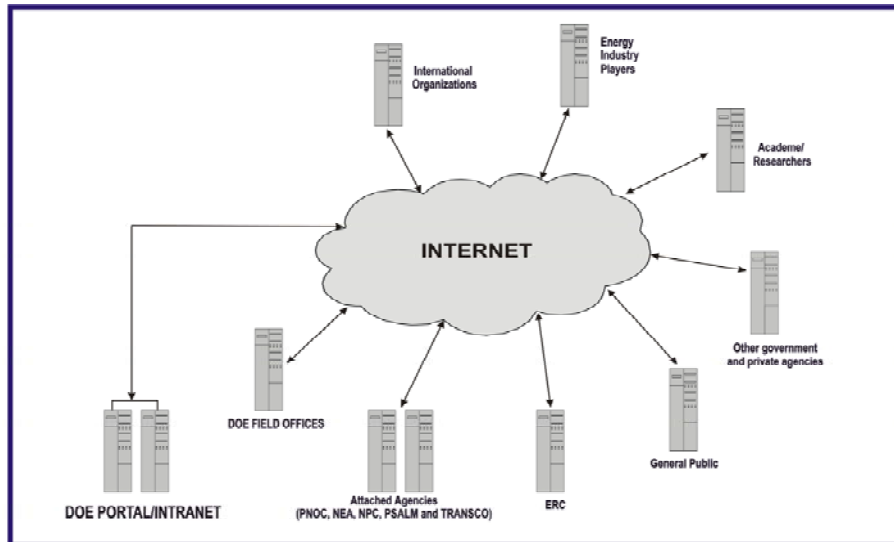 International
Organizations
Energy
Industry
Players
Academe/
Researchers
INTERNET
Other government
and private agencies
DOE FIELD OFFICES
General Public
Attached Agencies
(PNOC, NEA, NPC, PSALM and TRANSCO)
ERC
DOE PORTAL/INTRANET